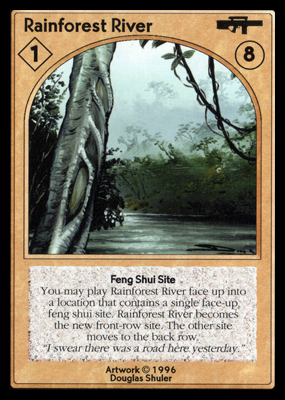 Rainforest River
1
8
Feng Shui Site
You may play Rainforest River face up into
a location that contains a single face-up,
feng shui site. Rainforest River becomes
the new front-row site. The other site
moves to the back row.
"I swear there was a road here yesterday."
Artwork © 1996
Douglas Shuler